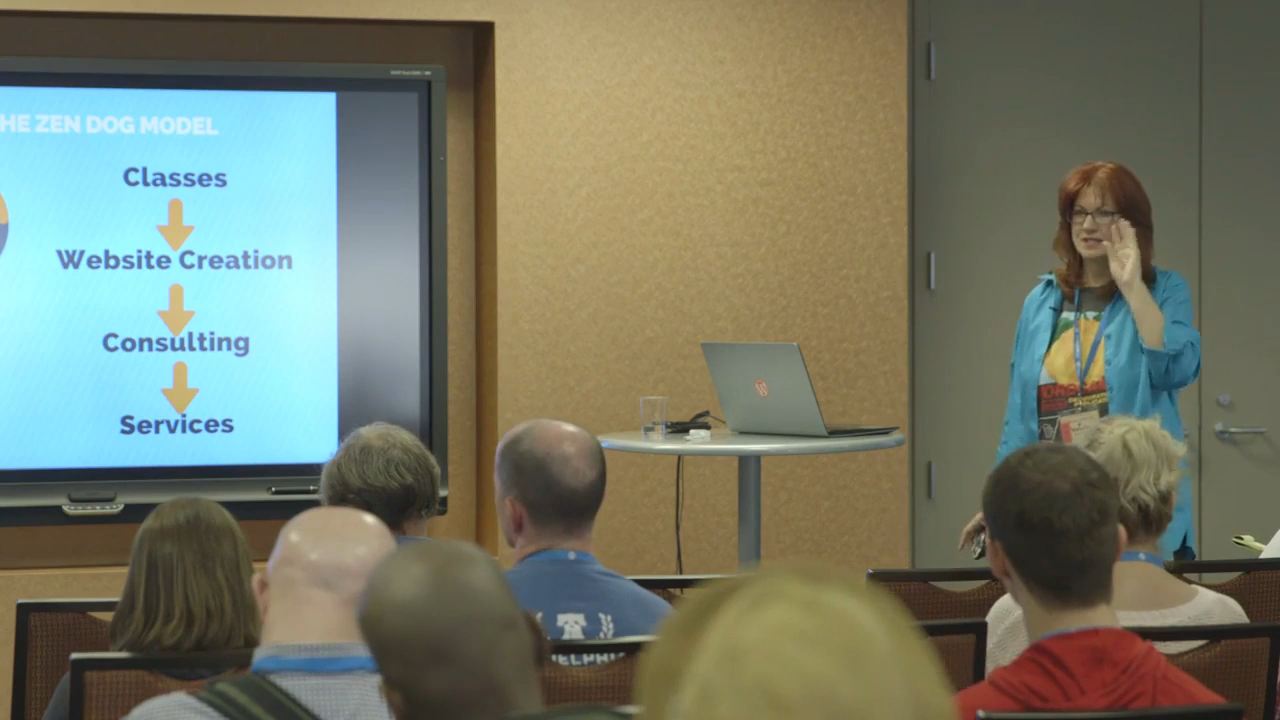 HE ZEN DOG MODEL
Classes
Website Creation
Consulting
Services